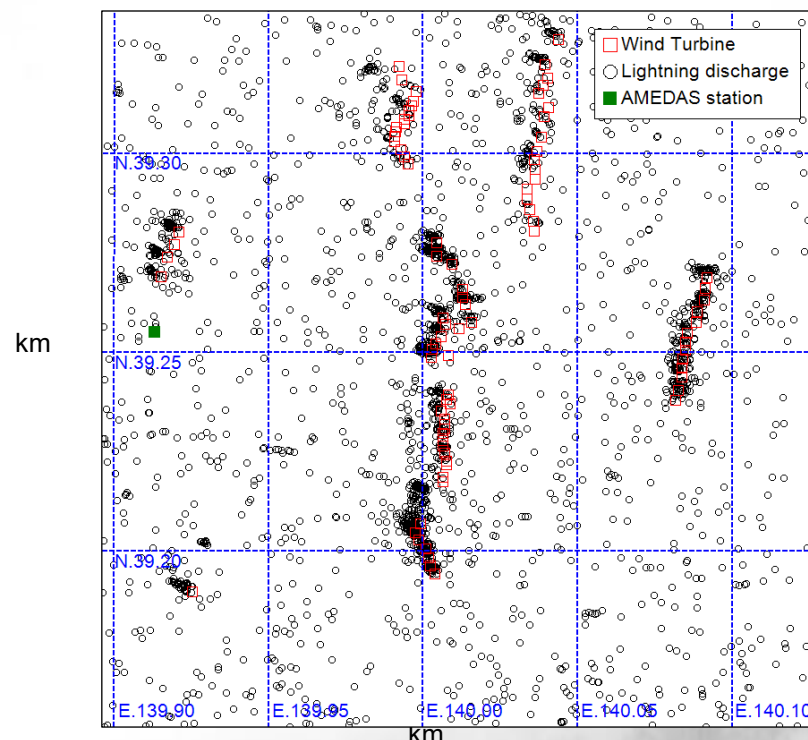 Wind Turbine
Lightning discharge
AMEDAS station
N.39.30
km
N.39.25
N.39.20
E.139.90
E.139.95
E.140.90
E.140.05
E.140.10
km